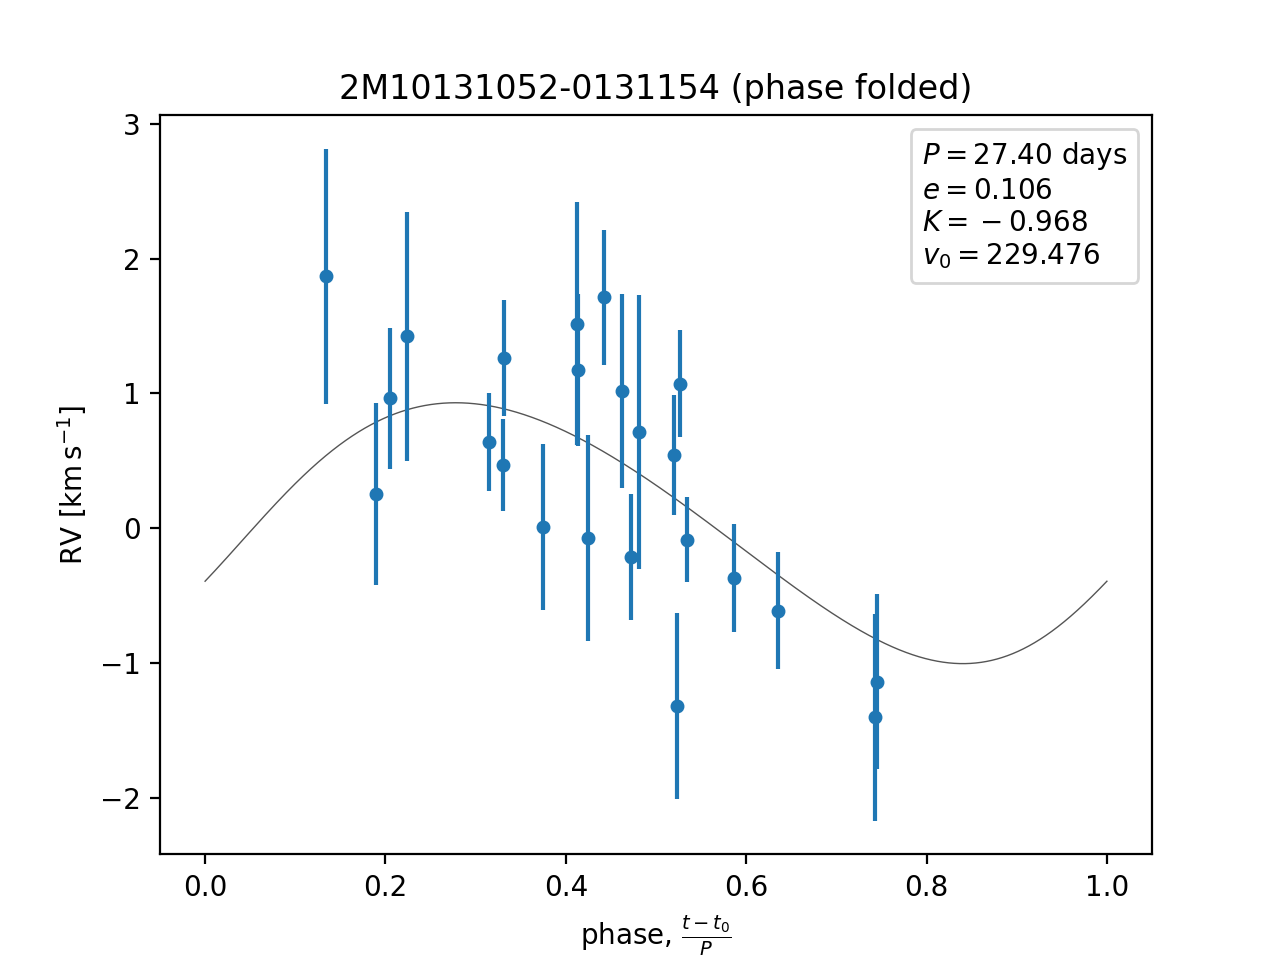 2M10131052-0131154 (phase folded)
P = 27.40 days
e = 0.106
K = −0.968
v₀ = 229.476
3
2
1
0
−1
−2
RV [km s⁻¹]
0.0 0.2 0.4 0.6 0.8 1.0
phase, (t − t₀)/P